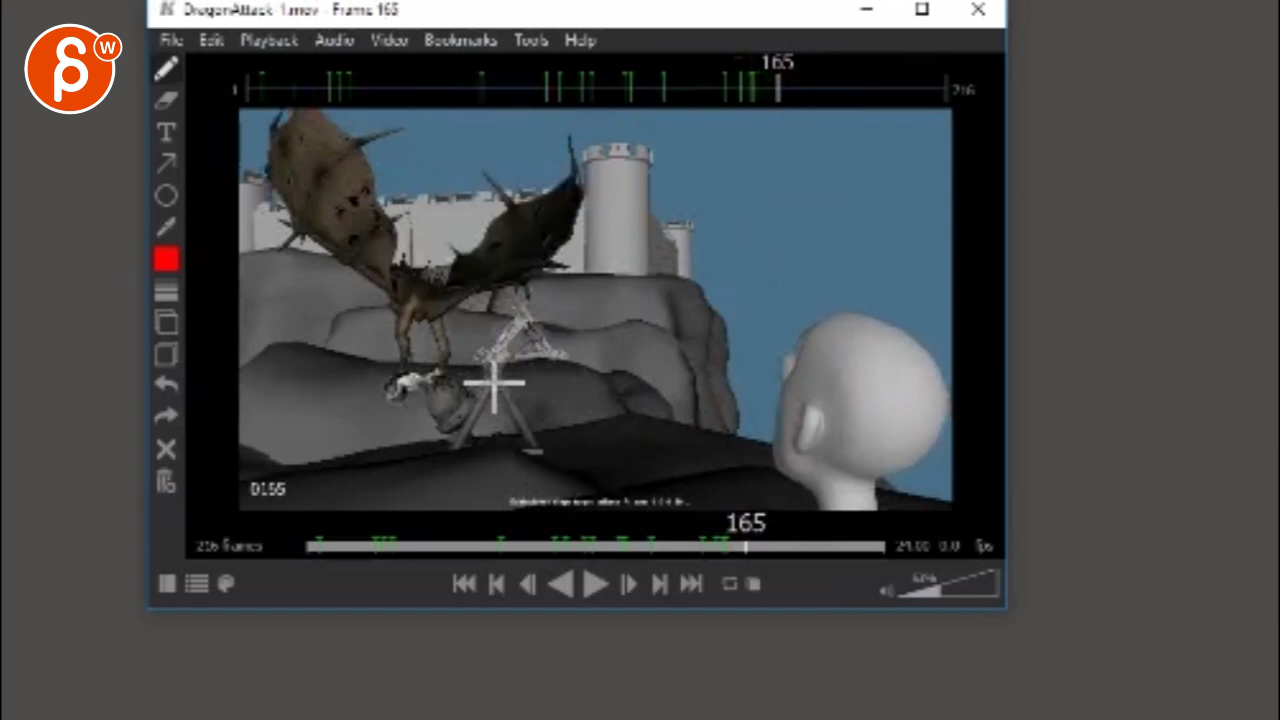 W
DragonAttack-1.mov - Frame 165
File Edit Playback Audio Video Bookmarks Tools Help
165
1
216
T
0155
165
216 frames
24.00 0.0 fps